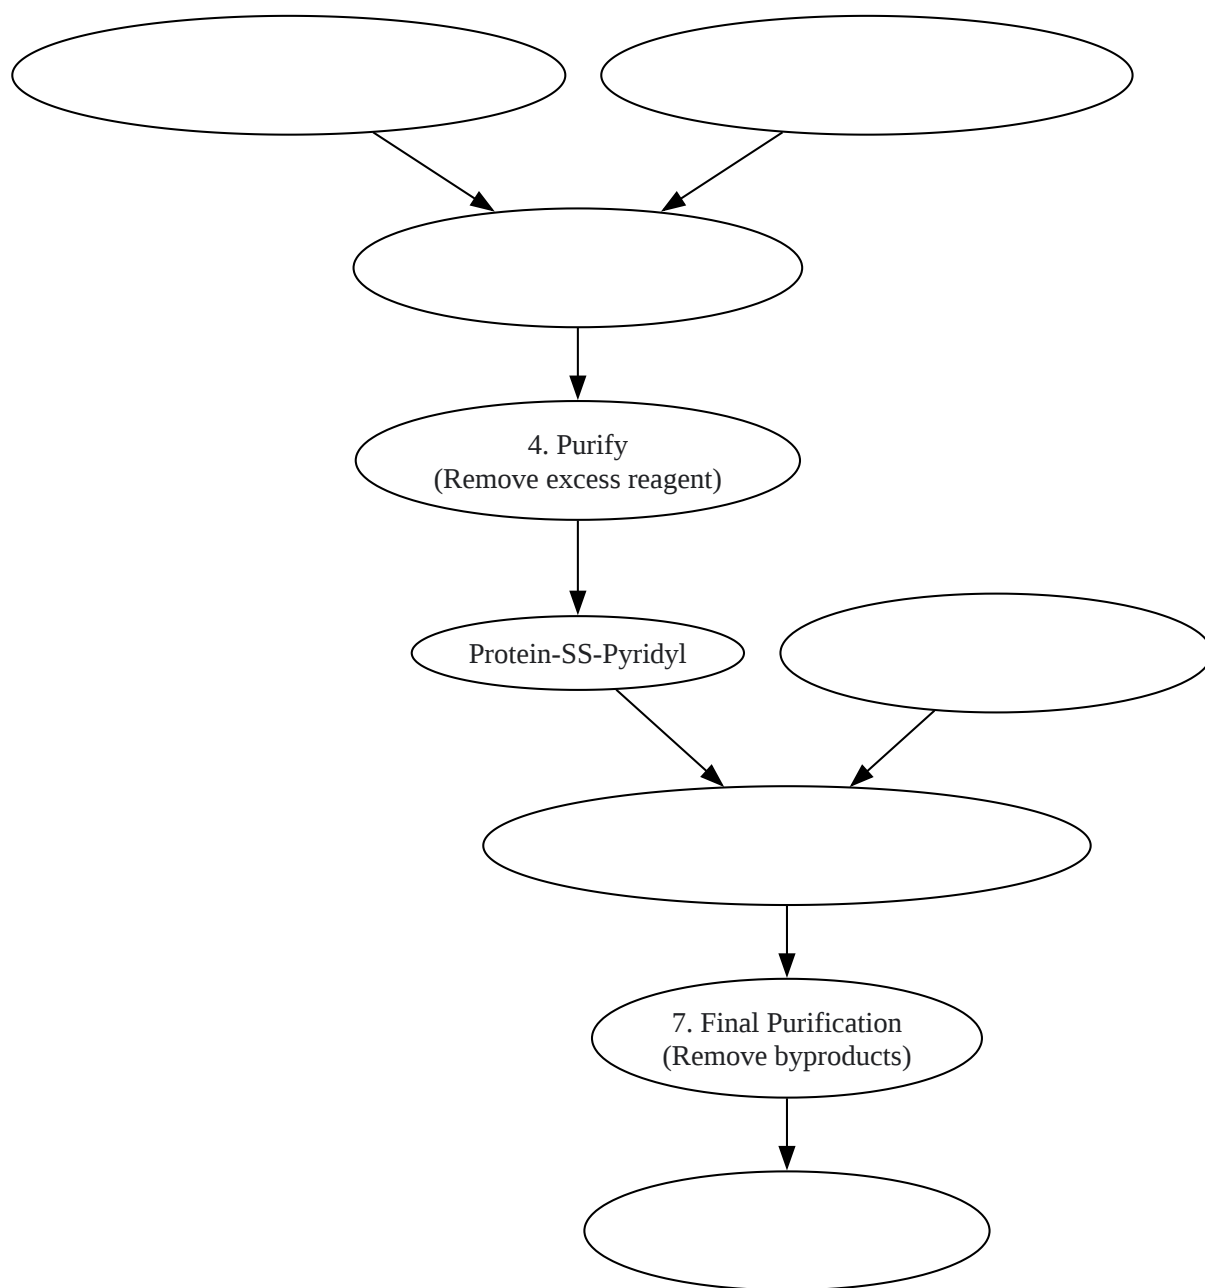 4. Purify
(Remove excess reagent)
Protein-SS-Pyridyl
7. Final Purification
(Remove byproducts)